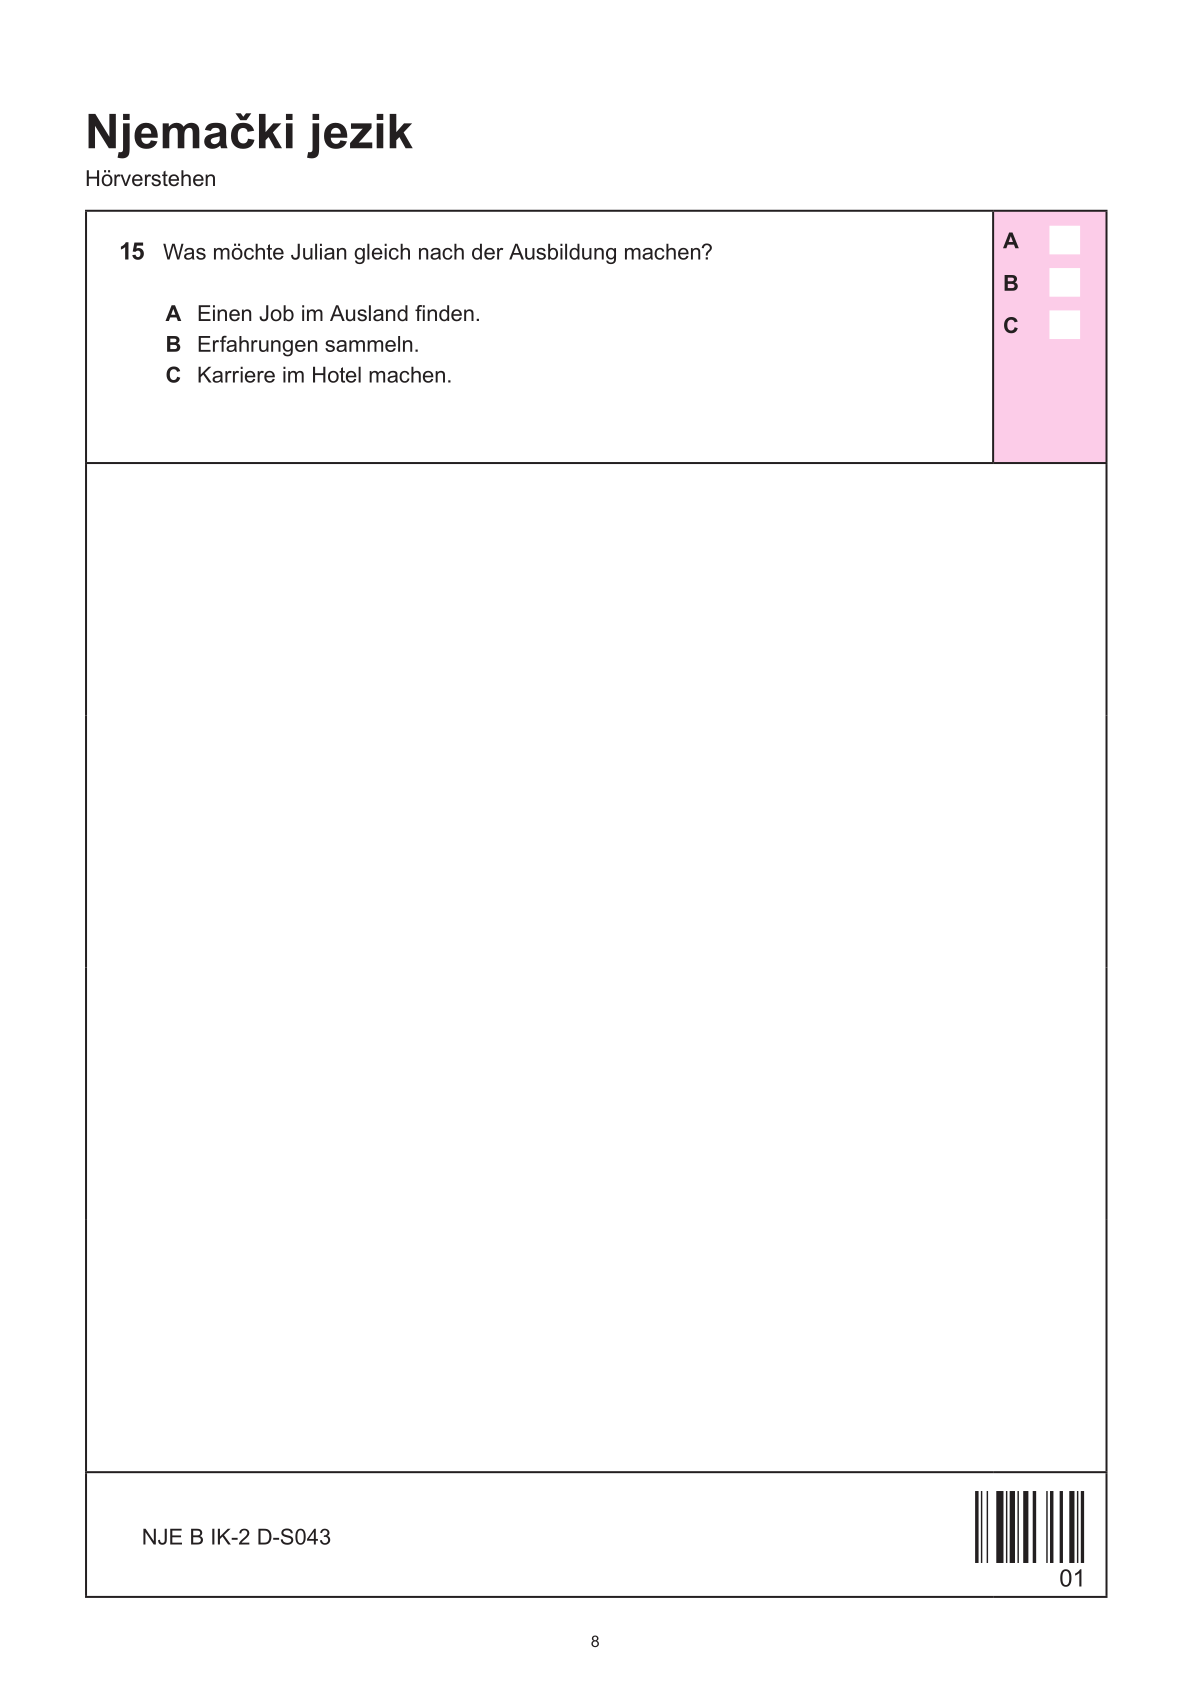 Njemački jezik
Hörverstehen
15 Was möchte Julian gleich nach der Ausbildung machen?
A Einen Job im Ausland finden.
B Erfahrungen sammeln.
C Karriere im Hotel machen.
A
B
C
NJE B IK-2 D-S043
01
8